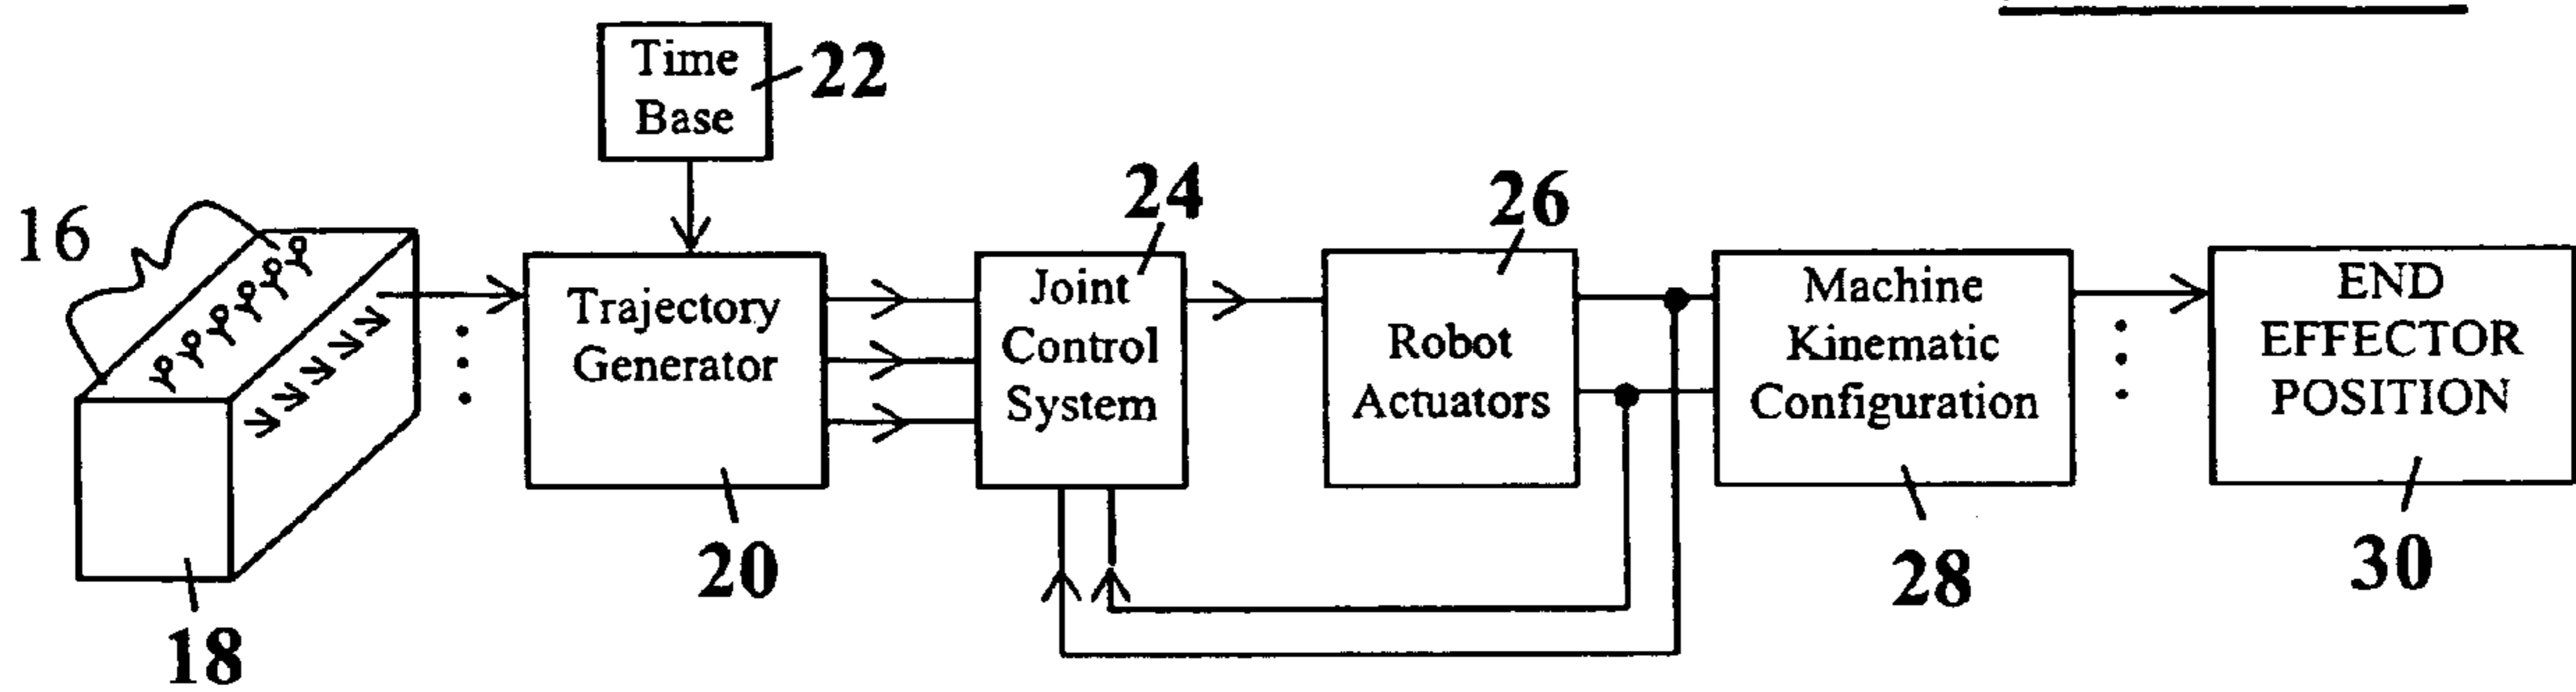 Time
Base
22
16
18
Trajectory
Generator
20
24
Joint
Control
System
26
Robot
Actuators
Machine
Kinematic
Configuration
28
END
EFFECTOR
POSITION
30